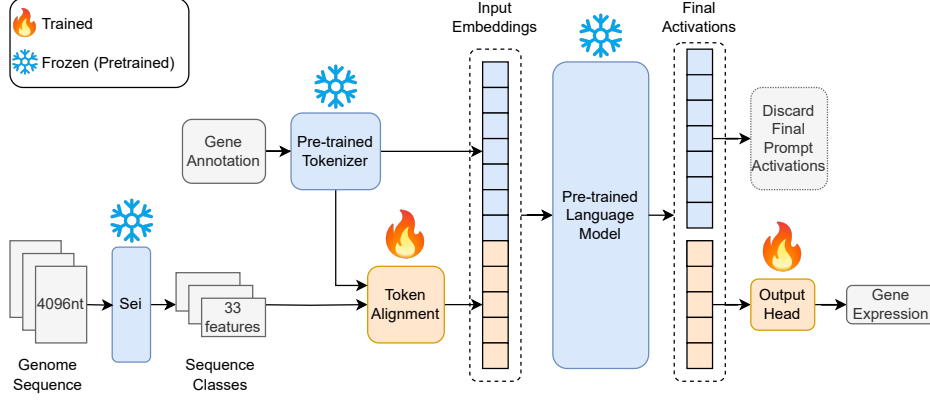 Trained
Frozen (Pretrained)
Input
Embeddings
Final
Activations
Gene
Annotation
Pre-trained
Tokenizer
Discard
Final
Prompt
Activations
Pre-trained
Language
Model
4096nt
Sei
33
features
Token
Alignment
Output
Head
Gene
Expression
Genome
Sequence
Sequence
Classes